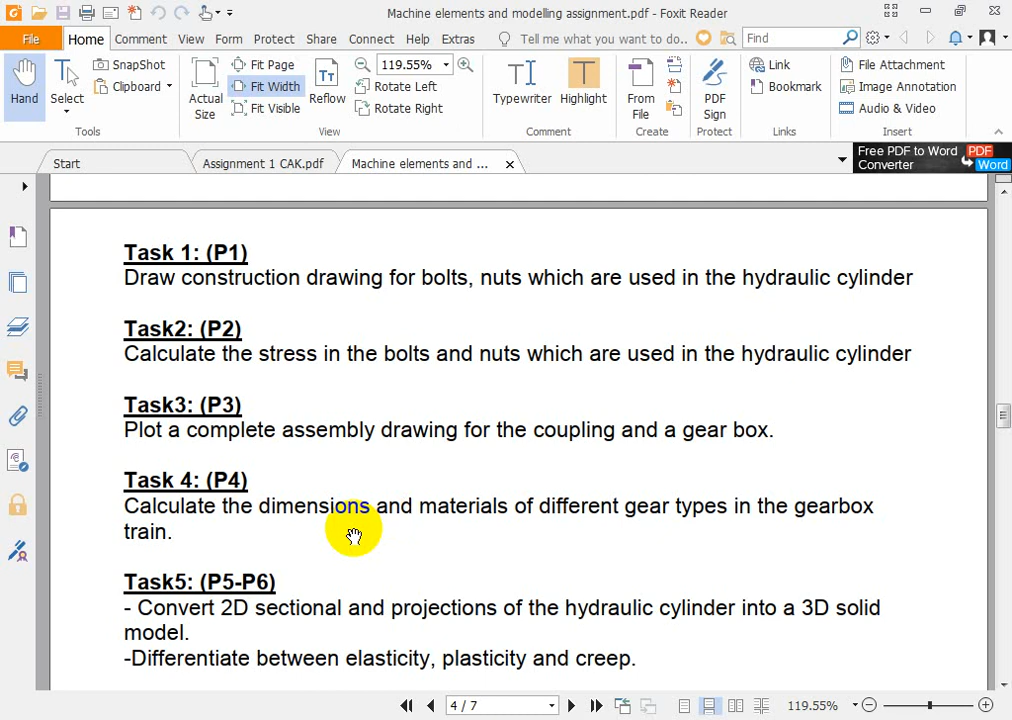 Machine elements and modelling assignment.pdf - Foxit Reader
File Home Comment View Form Protect Share Connect Help Extras Tell me what you want to do.. Find
Hand
Select
SnapShot
Clipboard
Tools
Actual Size
Fit Page
Fit Width
Fit Visible
Reflow
119.55%
Rotate Left
Rotate Right
View
Typewriter
Highlight
Comment
From File
Create
PDF Sign
Protect
Link
Bookmark
Links
File Attachment
Image Annotation
Audio & Video
Insert
Start
Assignment 1 CAK.pdf
Machine elements and ...
Free PDF to Word PDF
Converter Word
Task 1: (P1)
Draw construction drawing for bolts, nuts which are used in the hydraulic cylinder
Task2: (P2)
Calculate the stress in the bolts and nuts which are used in the hydraulic cylinder
Task3: (P3)
Plot a complete assembly drawing for the coupling and a gear box.
Task 4: (P4)
Calculate the dimensions and materials of different gear types in the gearbox
train.
Task5: (P5-P6)
- Convert 2D sectional and projections of the hydraulic cylinder into a 3D solid
model.
-Differentiate between elasticity, plasticity and creep.
4 / 7
119.55%